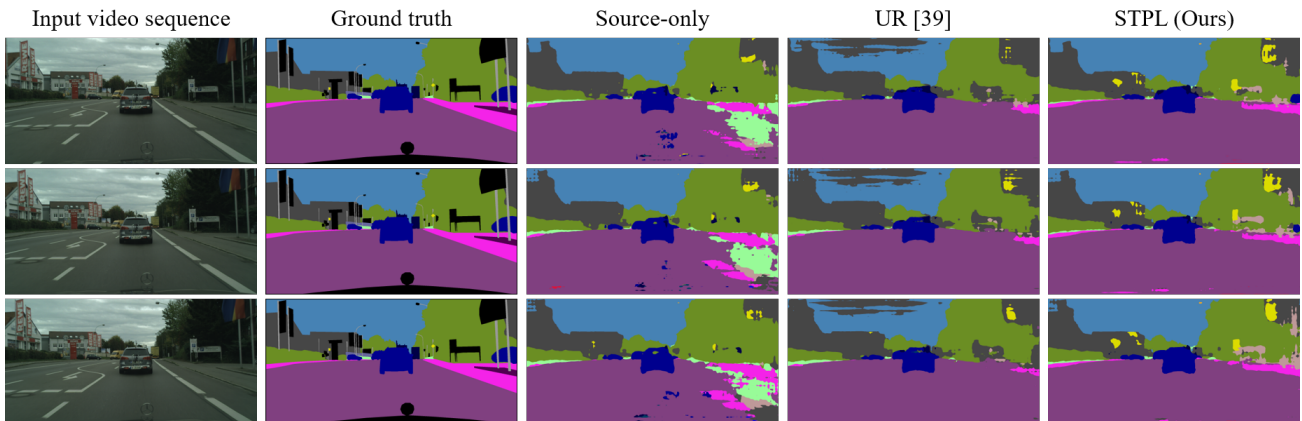 Input video sequence
Ground truth
Source-only
UR [39]
STPL (Ours)